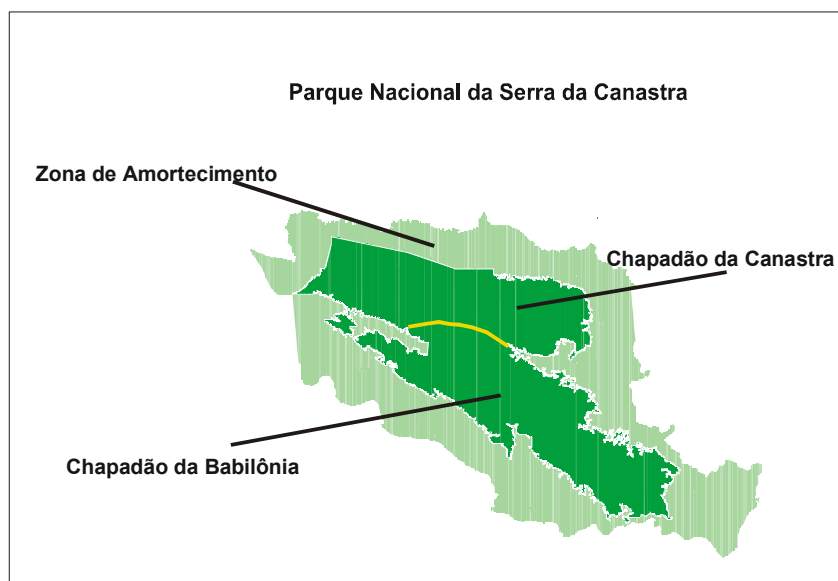 Parque Nacional da Serra da Canastra
Zona de Amortecimento
Chapadão da Canastra
Chapadão da Babilônia